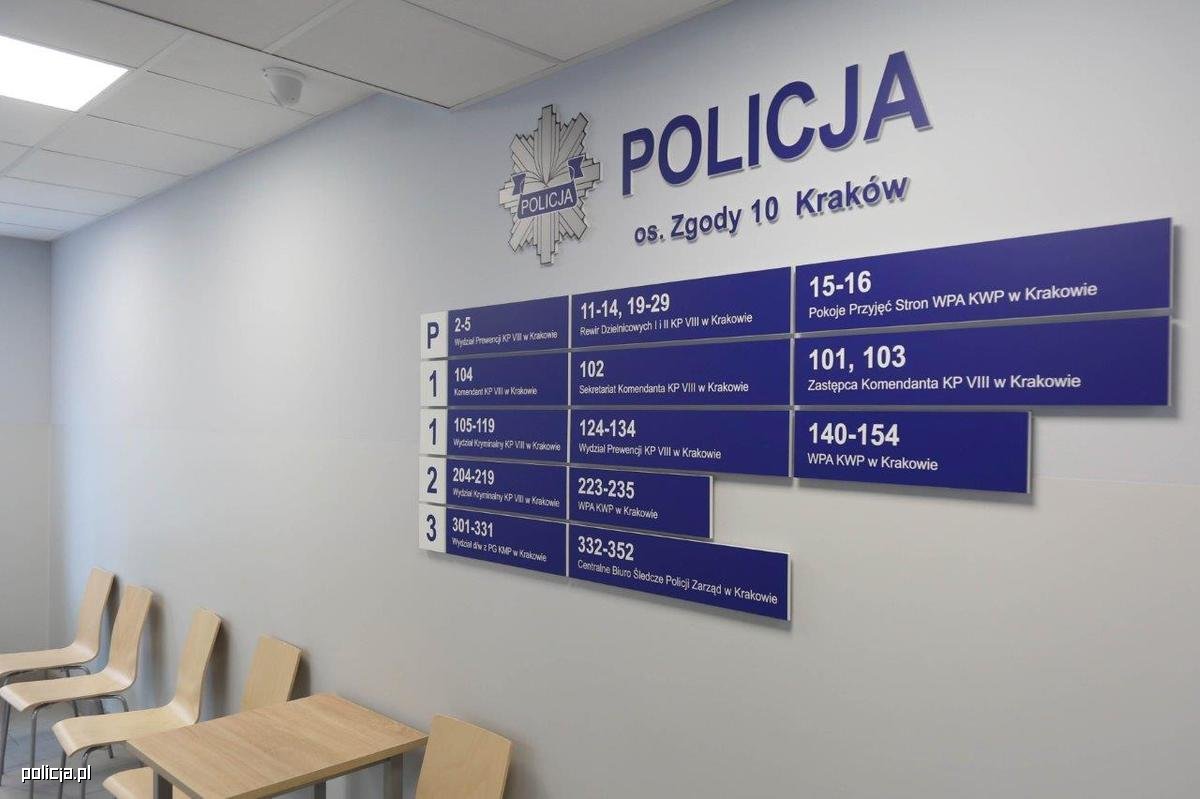 POLICJA
POLICJA
os. Zgody 10 Kraków
P
2-5
Wydział Prewencji KP VIII w Krakowie
11-14, 19-29
Rewir Dzielnicowych I i II KP VIII w Krakowie
15-16
Pokoje Przyjęć Stron WPA KWP w Krakowie
1
104
Komendant KP VIII w Krakowie
102
Sekretariat Komendanta KP VIII w Krakowie
101, 103
Zastępca Komendanta KP VIII w Krakowie
1
105-119
Wydział Kryminalny KP VIII w Krakowie
124-134
Wydział Prewencji KP VIII w Krakowie
140-154
WPA KWP w Krakowie
2
204-219
Wydział Kryminalny KP VIII w Krakowie
223-235
WPA KWP w Krakowie
3
301-331
Wydział d/w z PG KMP w Krakowie
332-352
Centralne Biuro Śledcze Policji Zarząd w Krakowie
policja.pl